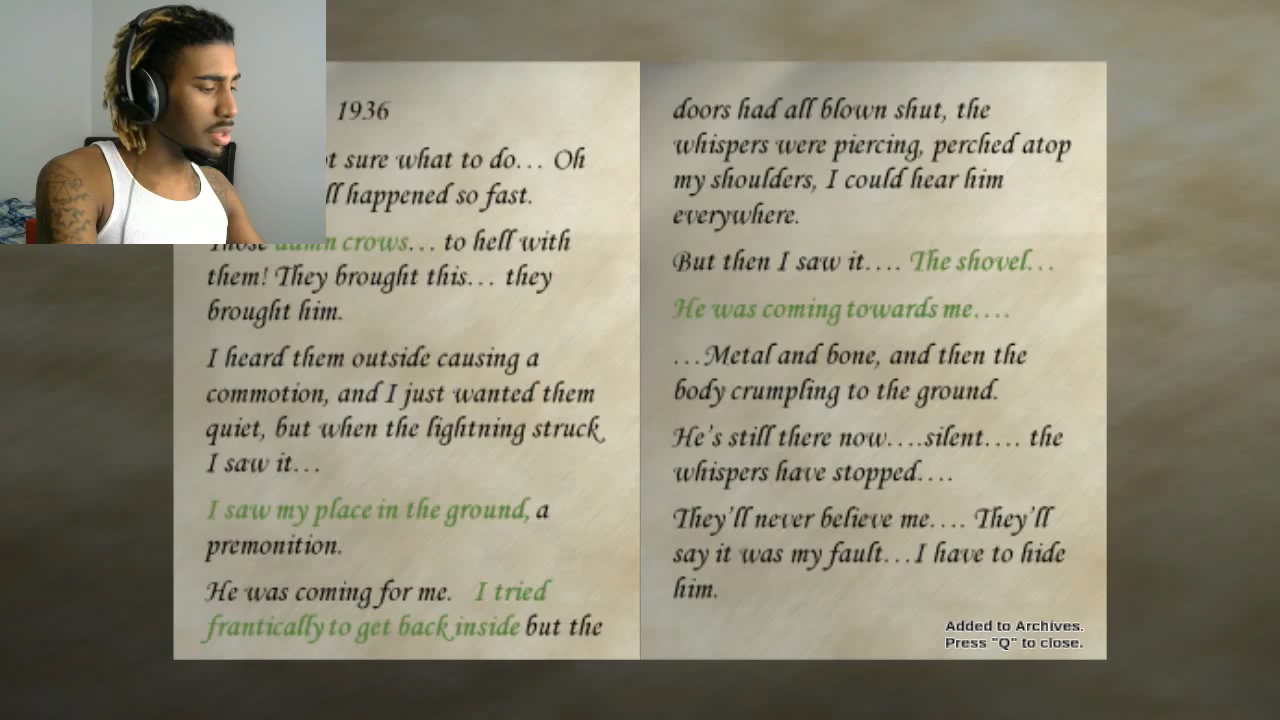 1936
t sure what to do... Oh
ll happened so fast.
Those damn crows... to hell with
them! They brought this... they
brought him.
I heard them outside causing a
commotion, and I just wanted them
quiet, but when the lightning struck
I saw it...
I saw my place in the ground, a
premonition.
He was coming for me. I tried
frantically to get back inside but the
doors had all blown shut, the
whispers were piercing, perched atop
my shoulders, I could hear him
everywhere.
But then I saw it.... The shovel...
He was coming towards me....
...Metal and bone, and then the
body crumpling to the ground.
He's still there now....silent.... the
whispers have stopped....
They'll never believe me.... They'll
say it was my fault...I have to hide
him.
Added to Archives.
Press "Q" to close.